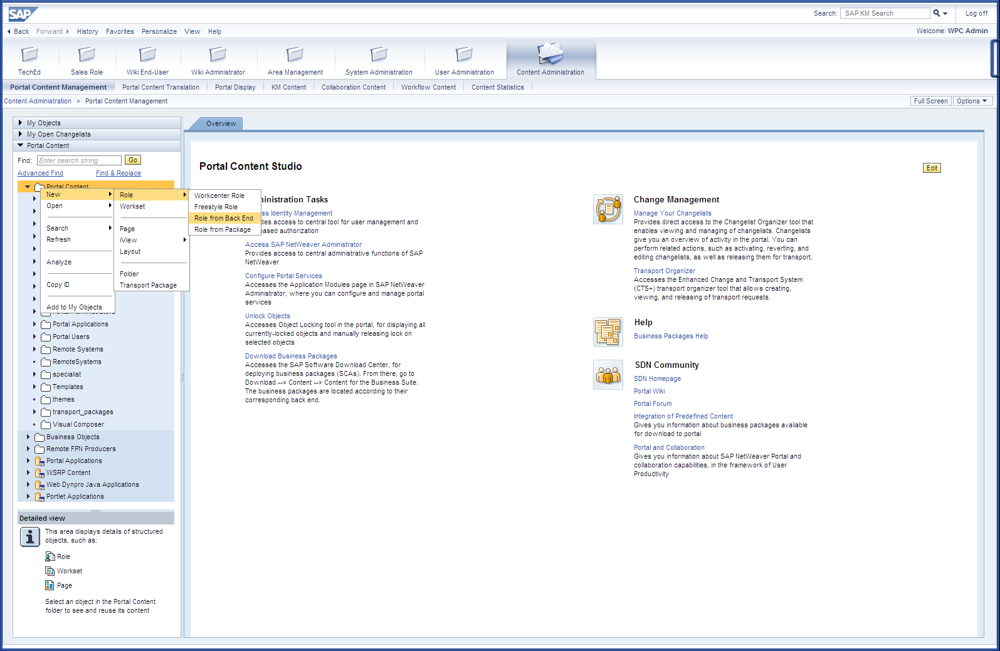 SAP
Search: SAP KM Search
Log off
Back Forward History Favorites Personalize View Help
Welcome: WPC Admin
TechEd
Sales Role
Wiki End-User
Wiki Administrator
Area Management
System Administration
User Administration
Content Administration
Portal Content Management
Portal Content Translation
Portal Display
KM Content
Collaboration Content
Workflow Content
Content Statistics
Content Administration > Portal Content Management
Full Screen
Options
My Objects
My Open Changelists
Portal Content
Find: Enter search string Go
Advanced Find
Find & Replace
Portal Content
New
Open
Search
Refresh
Analyze
Copy ID
Add to My Objects
Role
Workset
Page
iView
Layout
Folder
Transport Package
Workcenter Role
Freestyle Role
Role from Back End
Role from Package
Portal Applications
Portal Users
Remote Systems
RemoteSystems
specialist
Templates
themes
transport_packages
Visual Composer
Business Objects
Remote FPN Producers
Portal Applications
WSRP Content
Web Dynpro Java Applications
Portlet Applications
Detailed view
This area displays details of structured
objects, such as:
Role
Workset
Page
Select an object in the Portal Content
folder to see and reuse its content
Overview
Portal Content Studio
Edit
Tasks
Identity Management
access to central tool for user management and
authorization
Access SAP NetWeaver Administrator
Provides access to central administrative functions of SAP
NetWeaver
Configure Portal Services
Accesses the Application Modules page in SAP NetWeaver
Administrator, where you can configure and manage portal
services
Unlock Objects
Accesses Object Locking tool in the portal, for displaying all
currently-locked objects and manually releasing lock on
selected objects
Download Business Packages
Accesses the SAP Software Download Center, for
deploying business packages (SCAs). From there, go to
Download --> Content --> Content for the Business Suite.
The business packages are located according to their
corresponding back end.
Change Management
Manage Your Changelists
Provides direct access to the Changelist Organizer tool that
enables viewing and managing of changelists. Changelists
give you an overview of activity in the portal. You can
perform related actions, such as activating, reverting, and
editing changelists, as well as releasing them for transport.
Transport Organizer
Accesses the Enhanced Change and Transport System
(CTS+) transport organizer tool that allows creating,
viewing, and releasing of transport requests.
Help
Business Packages Help
SDN Community
SDN Homepage
Portal Wiki
Portal Forum
Integration of Predefined Content
Gives you information about business packages available
for download to portal
Portal and Collaboration
Gives you information about SAP NetWeaver Portal and
collaboration capabilities, in the framework of User
Productivity